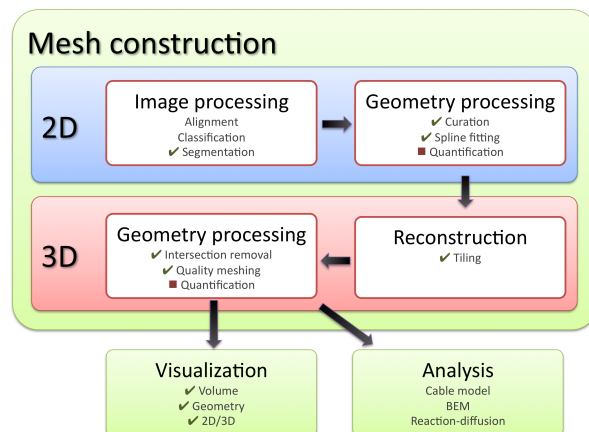 Mesh construction
2D
Image processing
Alignment
Classification
✔ Segmentation
Geometry processing
✔ Curation
✔ Spline fitting
■ Quantification
3D
Geometry processing
✔ Intersection removal
✔ Quality meshing
■ Quantification
Reconstruction
✔ Tiling
Visualization
✔ Volume
✔ Geometry
✔ 2D/3D
Analysis
Cable model
BEM
Reaction-diffusion